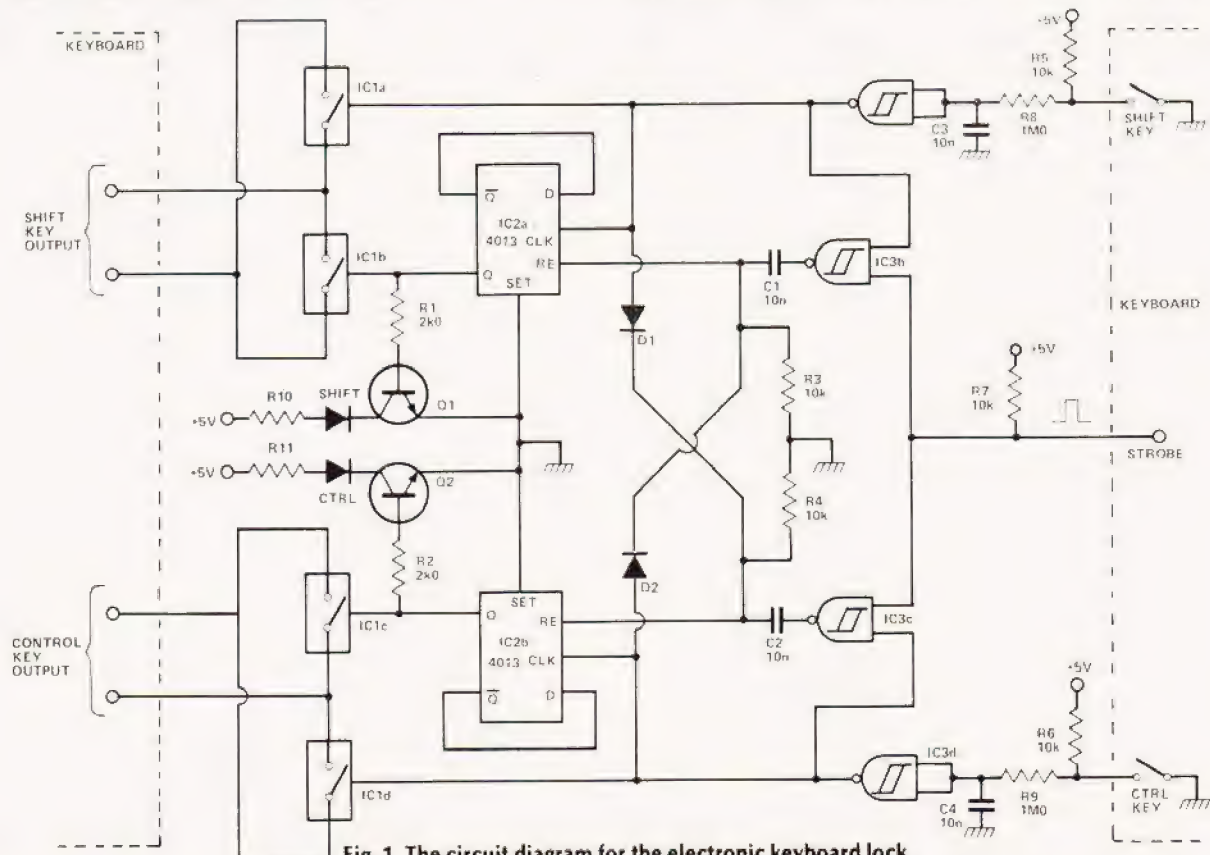 KEYBOARD
+5V
R5
10k
IC1a
R8
1M0
C3
10n
SHIFT
KEY
Q
D
IC2a
4013 CLK
RE
SET
SHIFT
KEY
OUTPUT
IC1b
Q
IC3b
C1
10n
KEYBOARD
R1
2k0
D1
+5V
R3
10k
R7
10k
R10
SHIFT
+5V
Q1
STROBE
R11
+5V
Q2
CTRL
R4
10k
R2
2k0
D2
SET
CONTROL
KEY
OUTPUT
IC1c
Q
RE
IC2b
4013 CLK
Q
D
C2
10n
IC3c
+5V
R6
10k
IC3d
IC1d
C4
10n
R9
1M0
CTRL
KEY
Fig. 1 The circuit diagram for the electronic keyboard lock